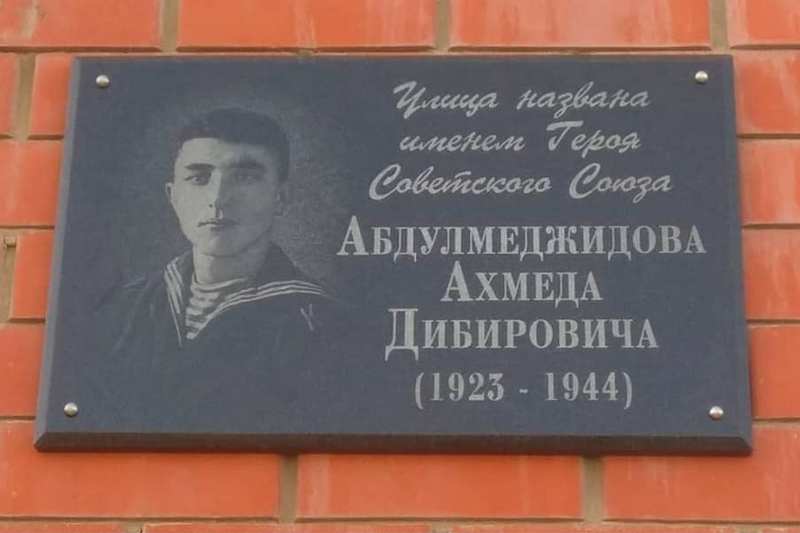 Улица названа
именем Героя
Советского Союза
АБДУЛМЕДЖИДОВА
АХМЕДА
ДИБИРОВИЧА
(1923 - 1944)